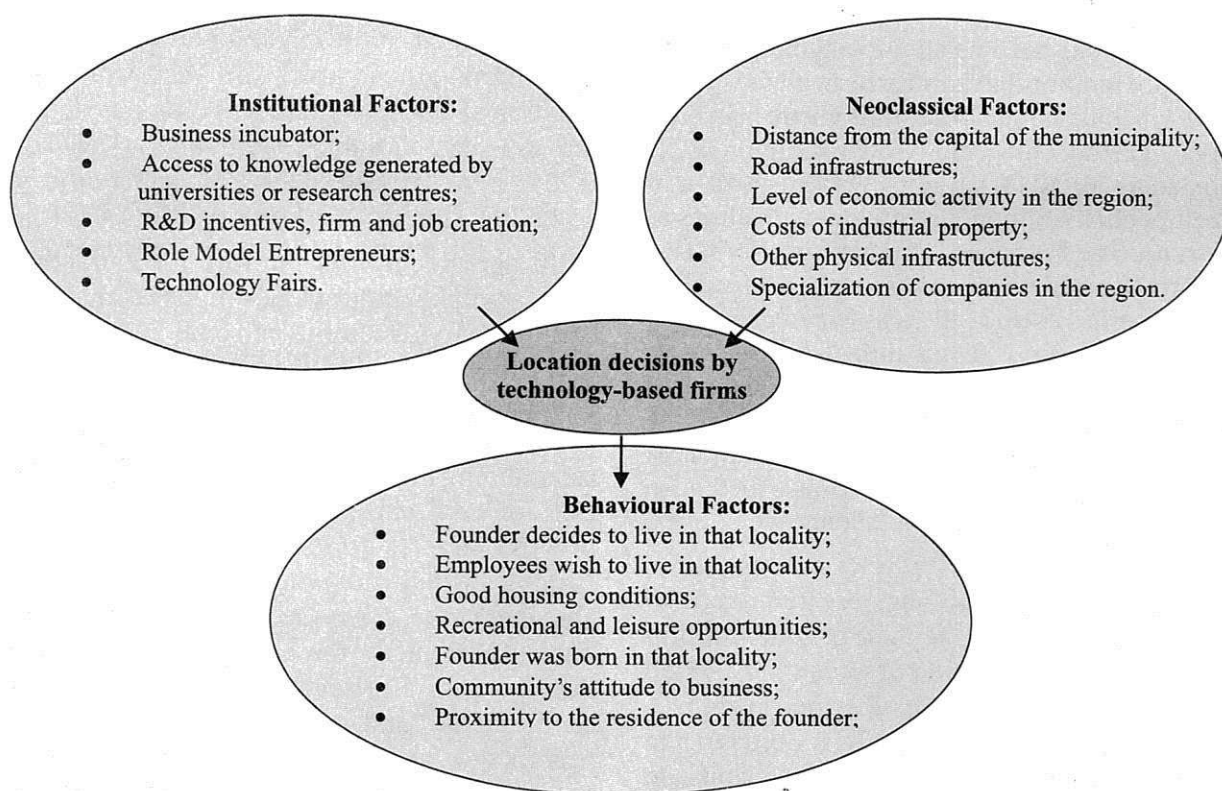 Institutional Factors:
• Business incubator;
• Access to knowledge generated by
universities or research centres;
• R&D incentives, firm and job creation;
• Role Model Entrepreneurs;
• Technology Fairs.
Neoclassical Factors:
• Distance from the capital of the municipality;
• Road infrastructures;
• Level of economic activity in the region;
• Costs of industrial property;
• Other physical infrastructures;
• Specialization of companies in the region.
Location decisions by
technology-based firms
Behavioural Factors:
• Founder decides to live in that locality;
• Employees wish to live in that locality;
• Good housing conditions;
• Recreational and leisure opportunities;
• Founder was born in that locality;
• Community's attitude to business;
• Proximity to the residence of the founder;